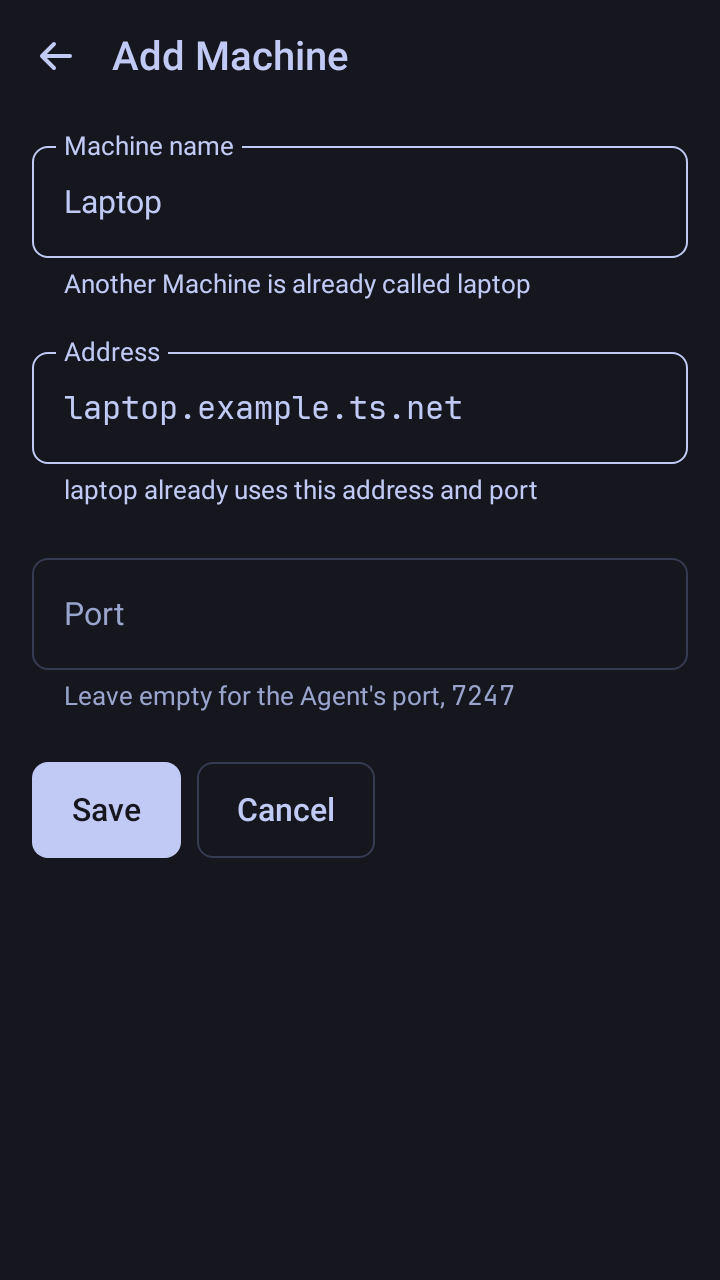 Add Machine
Machine name
Laptop
Another Machine is already called laptop
Address
laptop.example.ts.net
laptop already uses this address and port
Port
Leave empty for the Agent's port, 7247
Save
Cancel